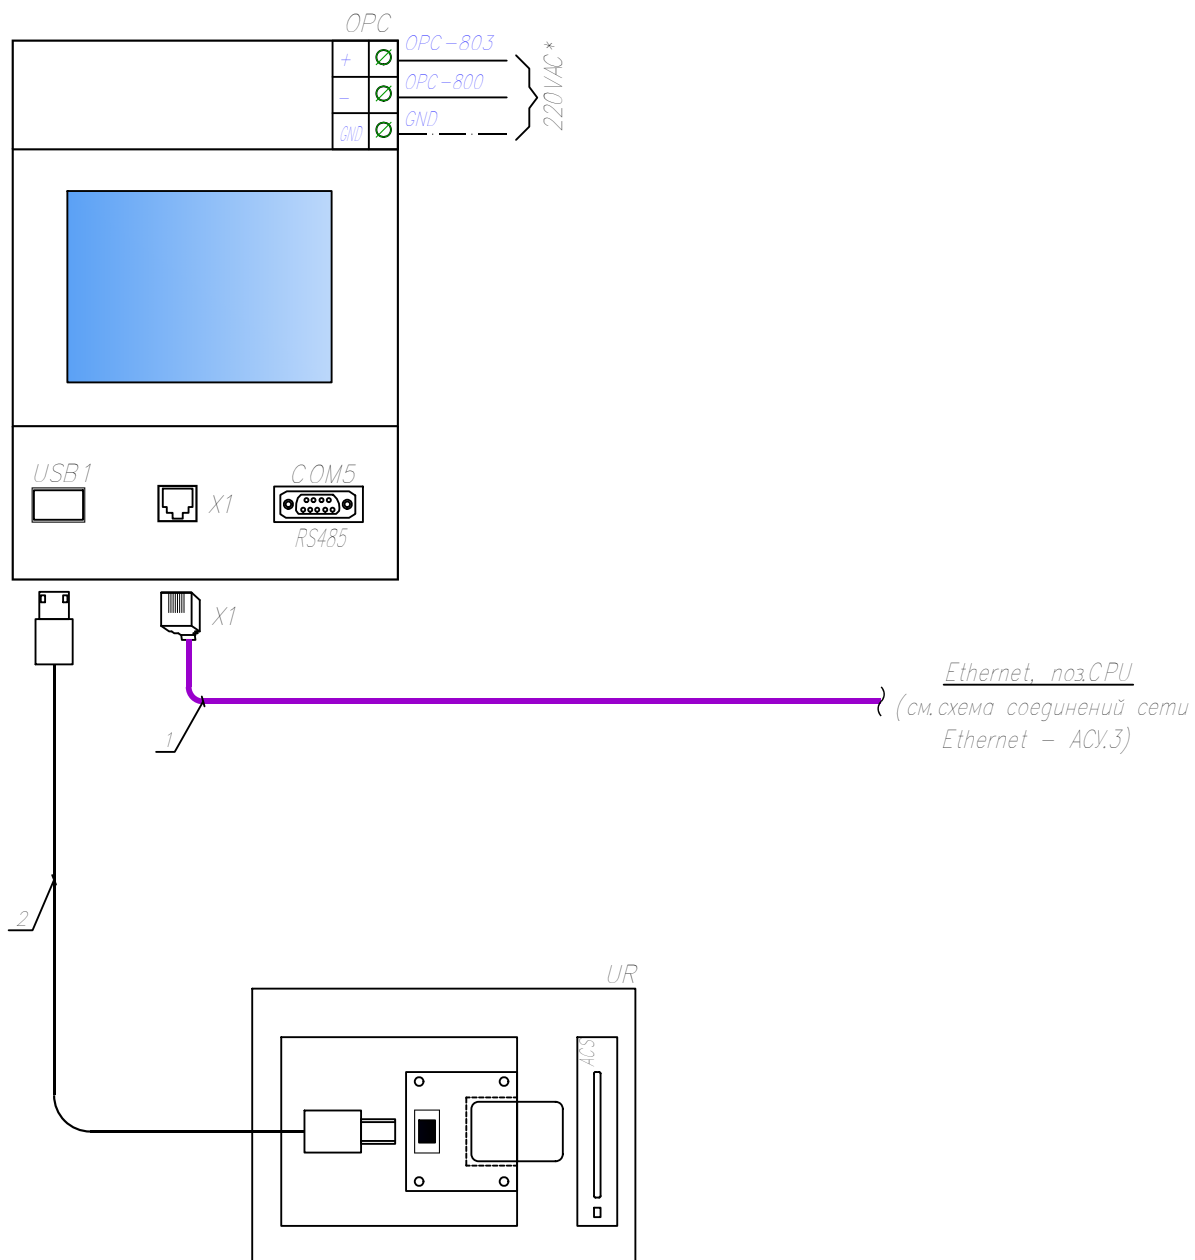 OPC
+
OPC-803
-
OPC-800
GND
GND
220VAC*
USB1
X1
COM5
RS485
X1
1
Ethernet, поз.CPU
(см.схема соединений сети
Ethernet - АСУ.3)
2
UR
ACS